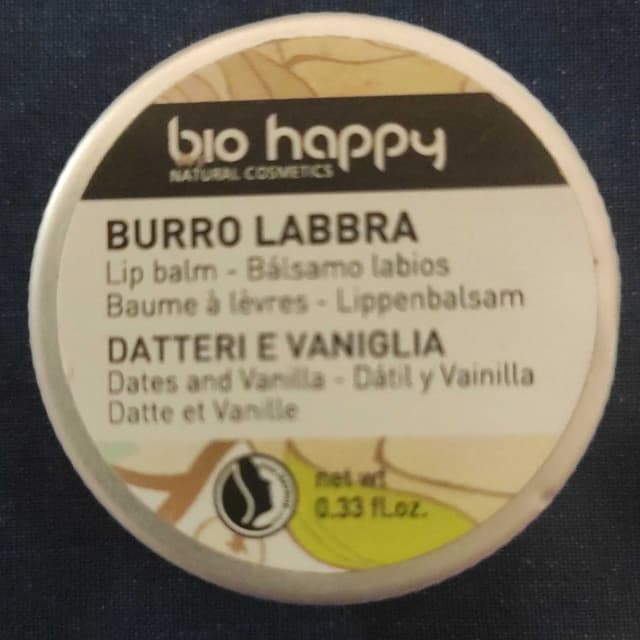 bio happy
NATURAL COSMETICS
BURRO LABBRA
Lip balm - Bálsamo labios
Baume à lèvres - Lippenbalsam
DATTERI E VANIGLIA
Dates and Vanilla - Dátil y Vainilla
Datte et Vanille
net wt
0.33 fl.oz.